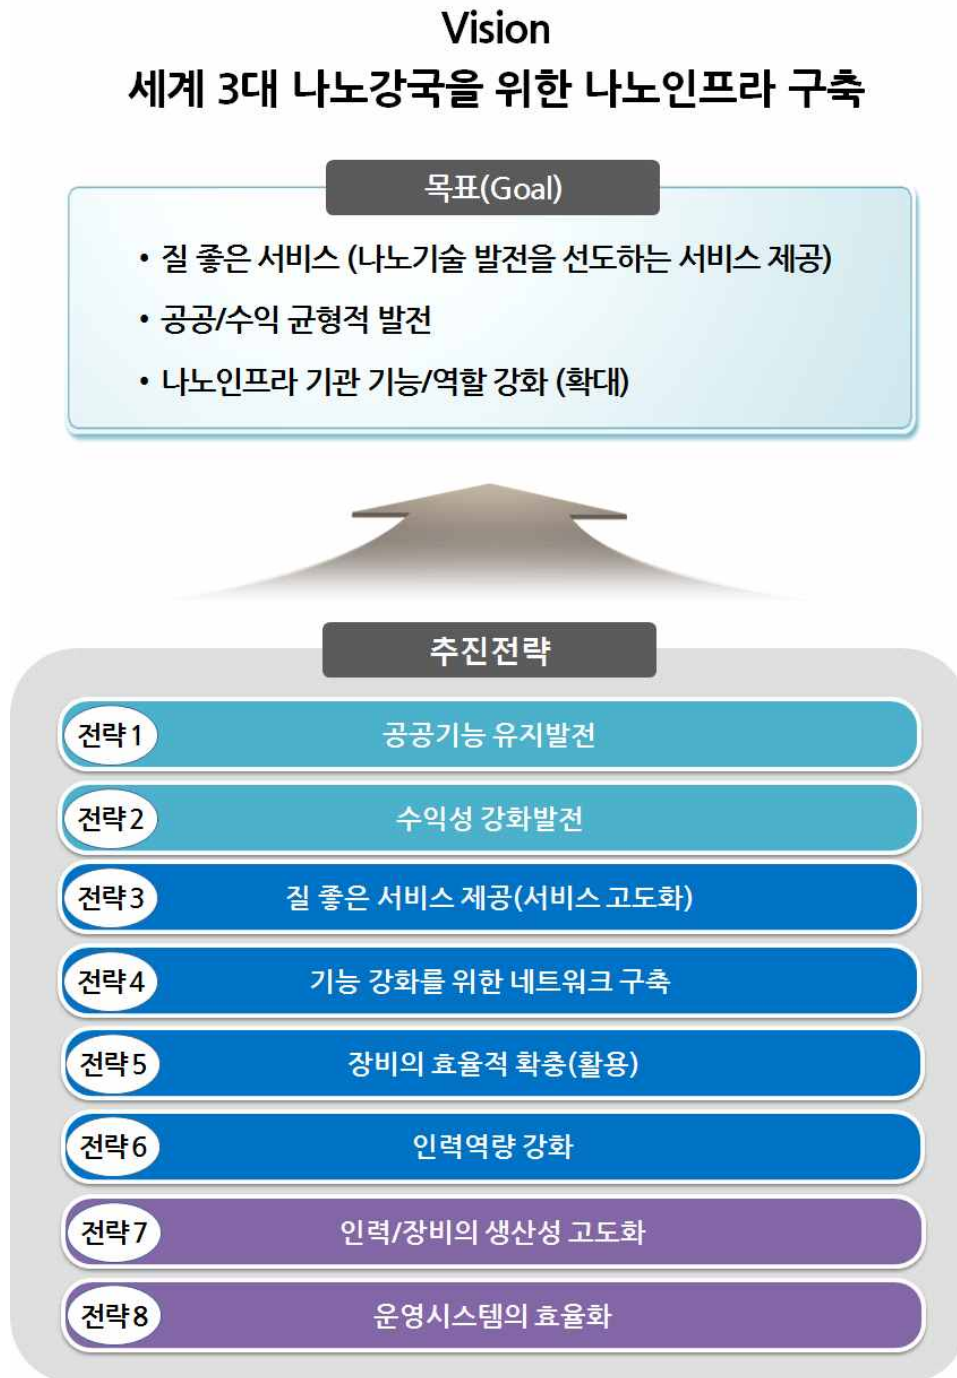 Vision
세계 3대 나노강국을 위한 나노인프라 구축
목표(Goal)
• 질 좋은 서비스 (나노기술 발전을 선도하는 서비스 제공)
• 공공/수익 균형적 발전
• 나노인프라 기관 기능/역할 강화 (확대)
추진전략
전략1 공공기능 유지발전
전략2 수익성 강화발전
전략3 질 좋은 서비스 제공(서비스 고도화)
전략4 기능 강화를 위한 네트워크 구축
전략5 장비의 효율적 확충(활용)
전략6 인력역량 강화
전략7 인력/장비의 생산성 고도화
전략8 운영시스템의 효율화